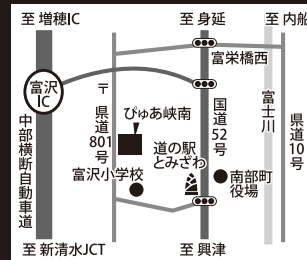 至 増穂IC
至 身延
至 内船
富栄橋西
富沢
IC
〒
県道
801
号
ぴゅあ峡南
国道
52
号
富士川
県道
10
号
中部横断自動車道
道の駅
とみざわ
富沢小学校
南部町
役場
至 新清水JCT
至 興津